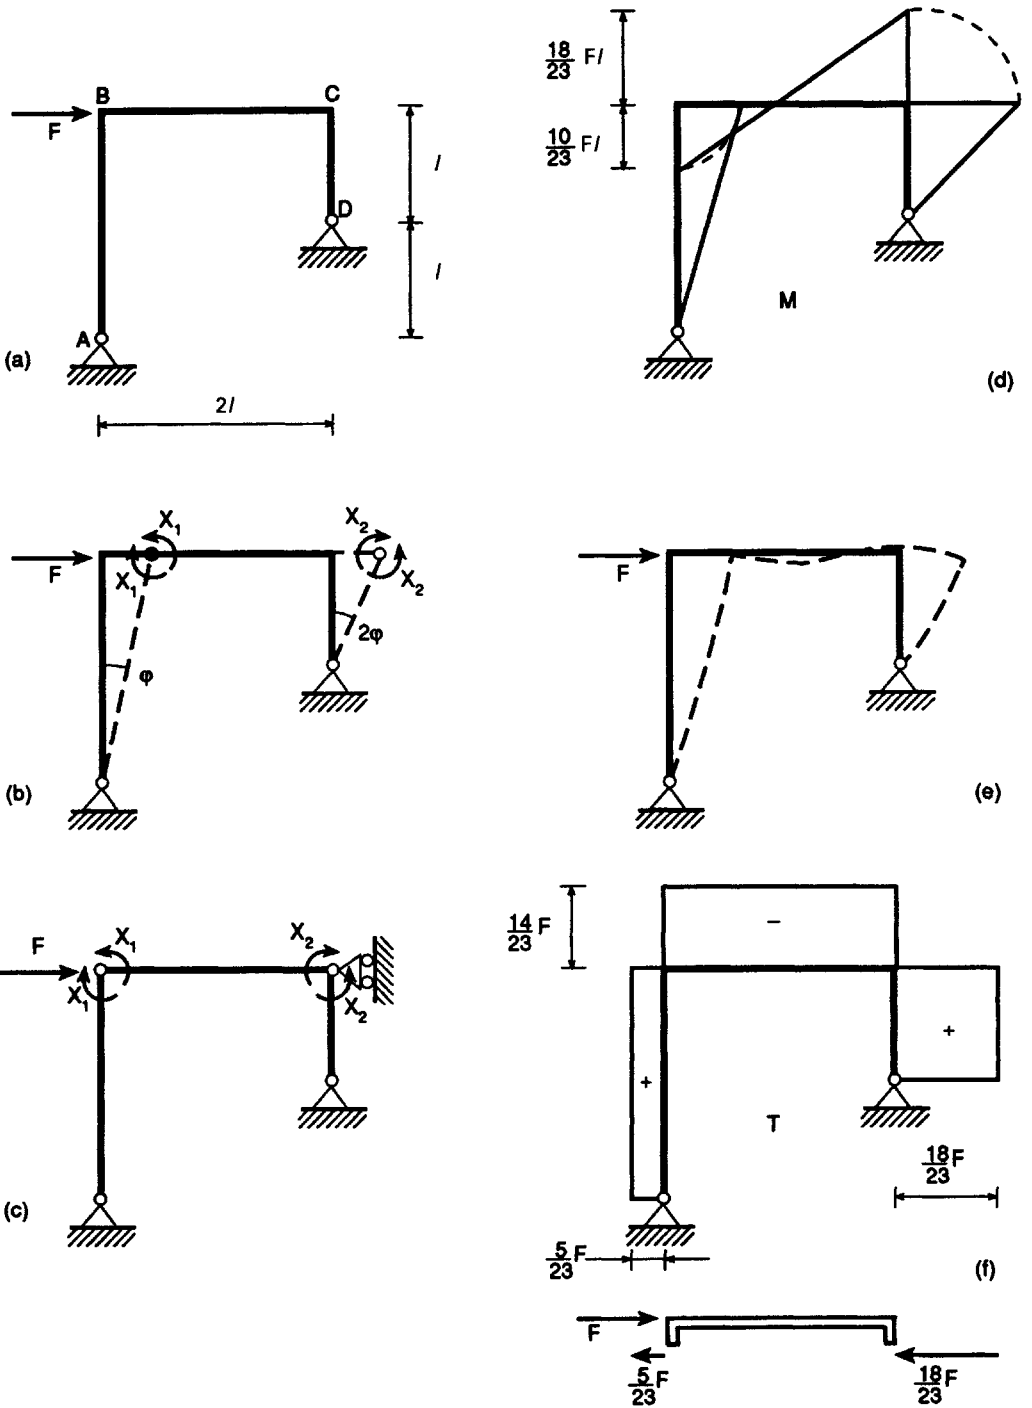 B
C
F
l
D
l
A
(a)
2l
18/23 Fl
10/23 Fl
M
(d)
X₁
X₂
F
X₁
X₂
2φ
φ
(b)
F
(e)
F
X₁
X₂
X₁
X₂
(c)
14/23 F
−
+
+
T
18/23 F
5/23 F
(f)
F
5/23 F
18/23 F